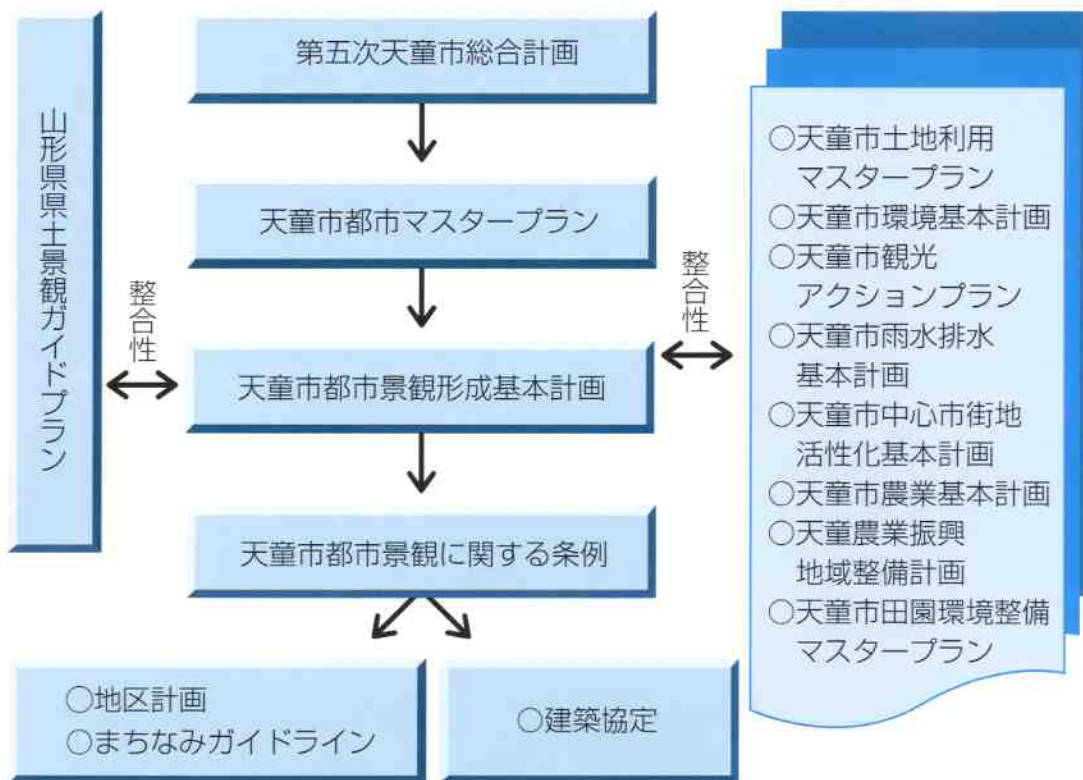 第五次天童市総合計画
天童市都市マスタープラン
天童市都市景観形成基本計画
天童市都市景観に関する条例
○地区計画
○まちなみガイドライン
○建築協定
山形県県土景観ガイドプラン
整合性
整合性
○天童市土地利用
マスタープラン
○天童市環境基本計画
○天童市観光
アクションプラン
○天童市雨水排水
基本計画
○天童市中心市街地
活性化基本計画
○天童市農業基本計画
○天童農業振興
地域整備計画
○天童市田園環境整備
マスタープラン